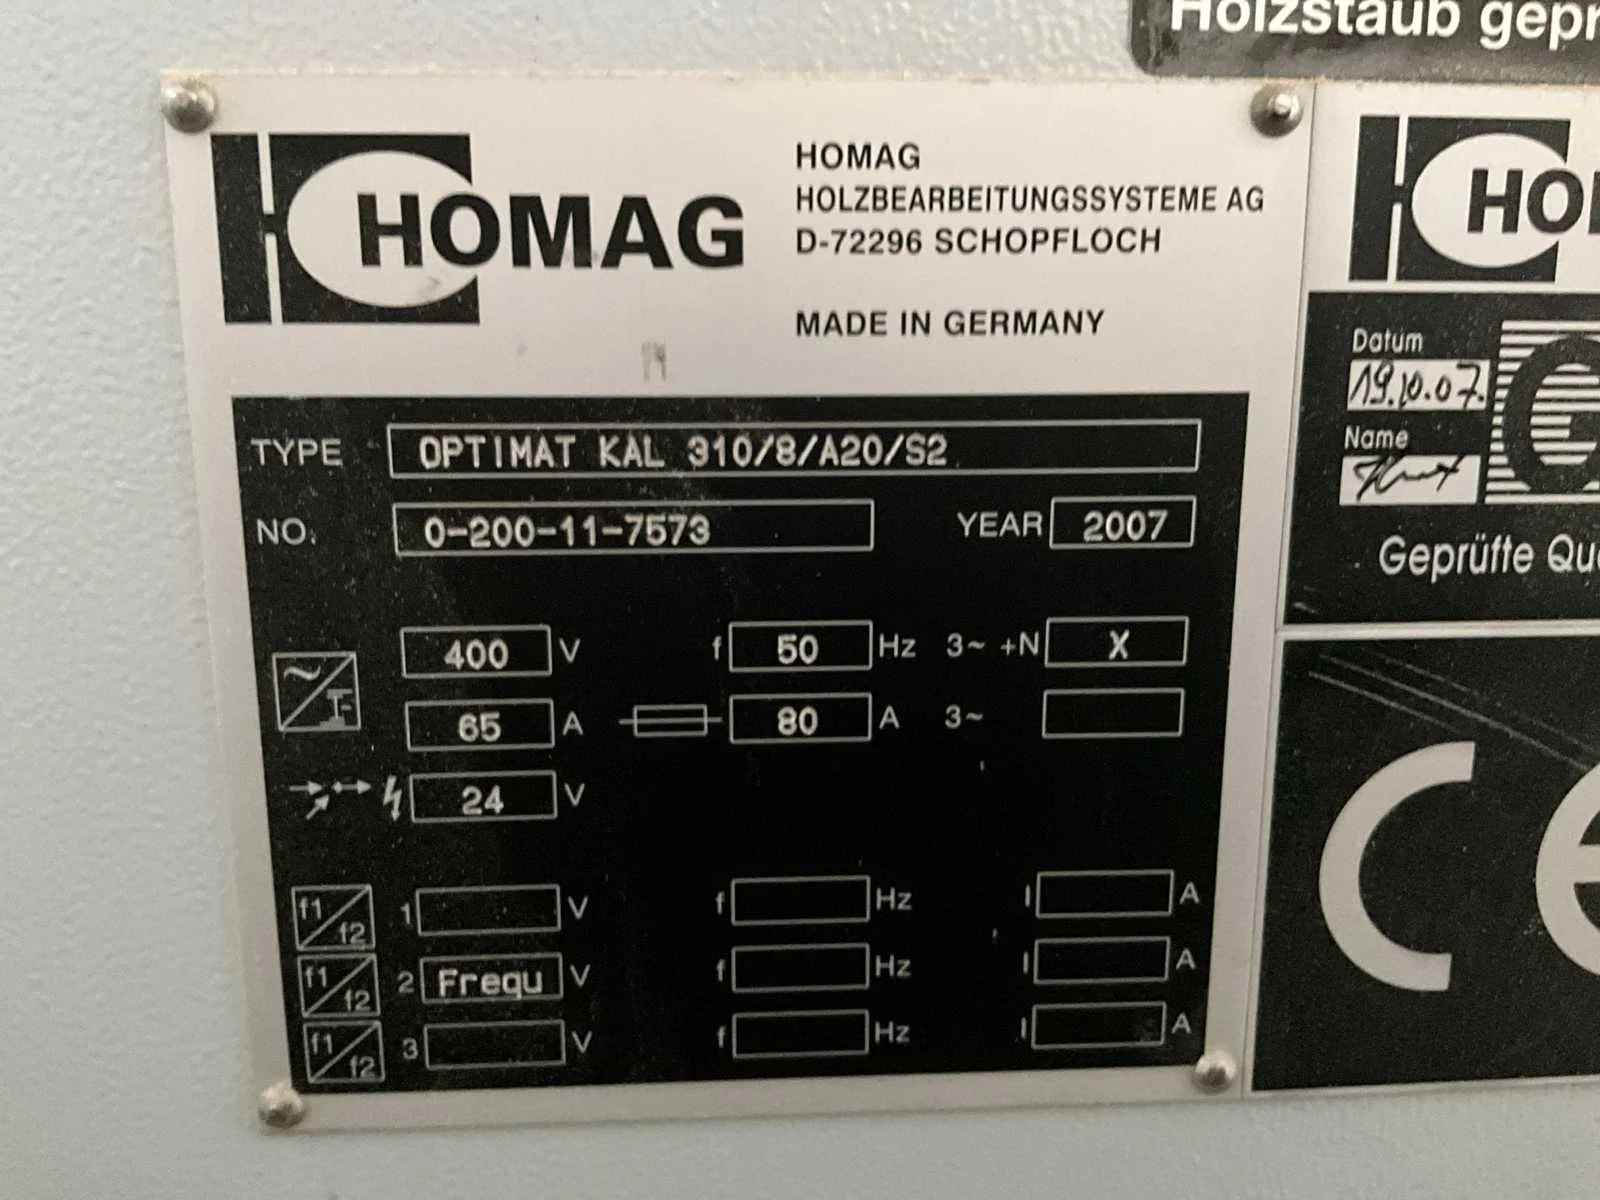 Holzstaub gepr
HOMAG
HOMAG
HOLZBEARBEITUNGSSYSTEME AG
D-72296 SCHOPFLOCH
MADE IN GERMANY
TYPE OPTIMAT KAL 310/8/A20/S2
NO. 0-200-11-7573 YEAR 2007
400 V f 50 Hz 3~ +N X
65 A 80 A 3~
24 V
f1/f2 1 V f Hz I A
f1/f2 2 Frequ V f Hz I A
f1/f2 3 V f Hz I A
HO
Datum
19.10.07.
Name
Geprüfte Qu
CE